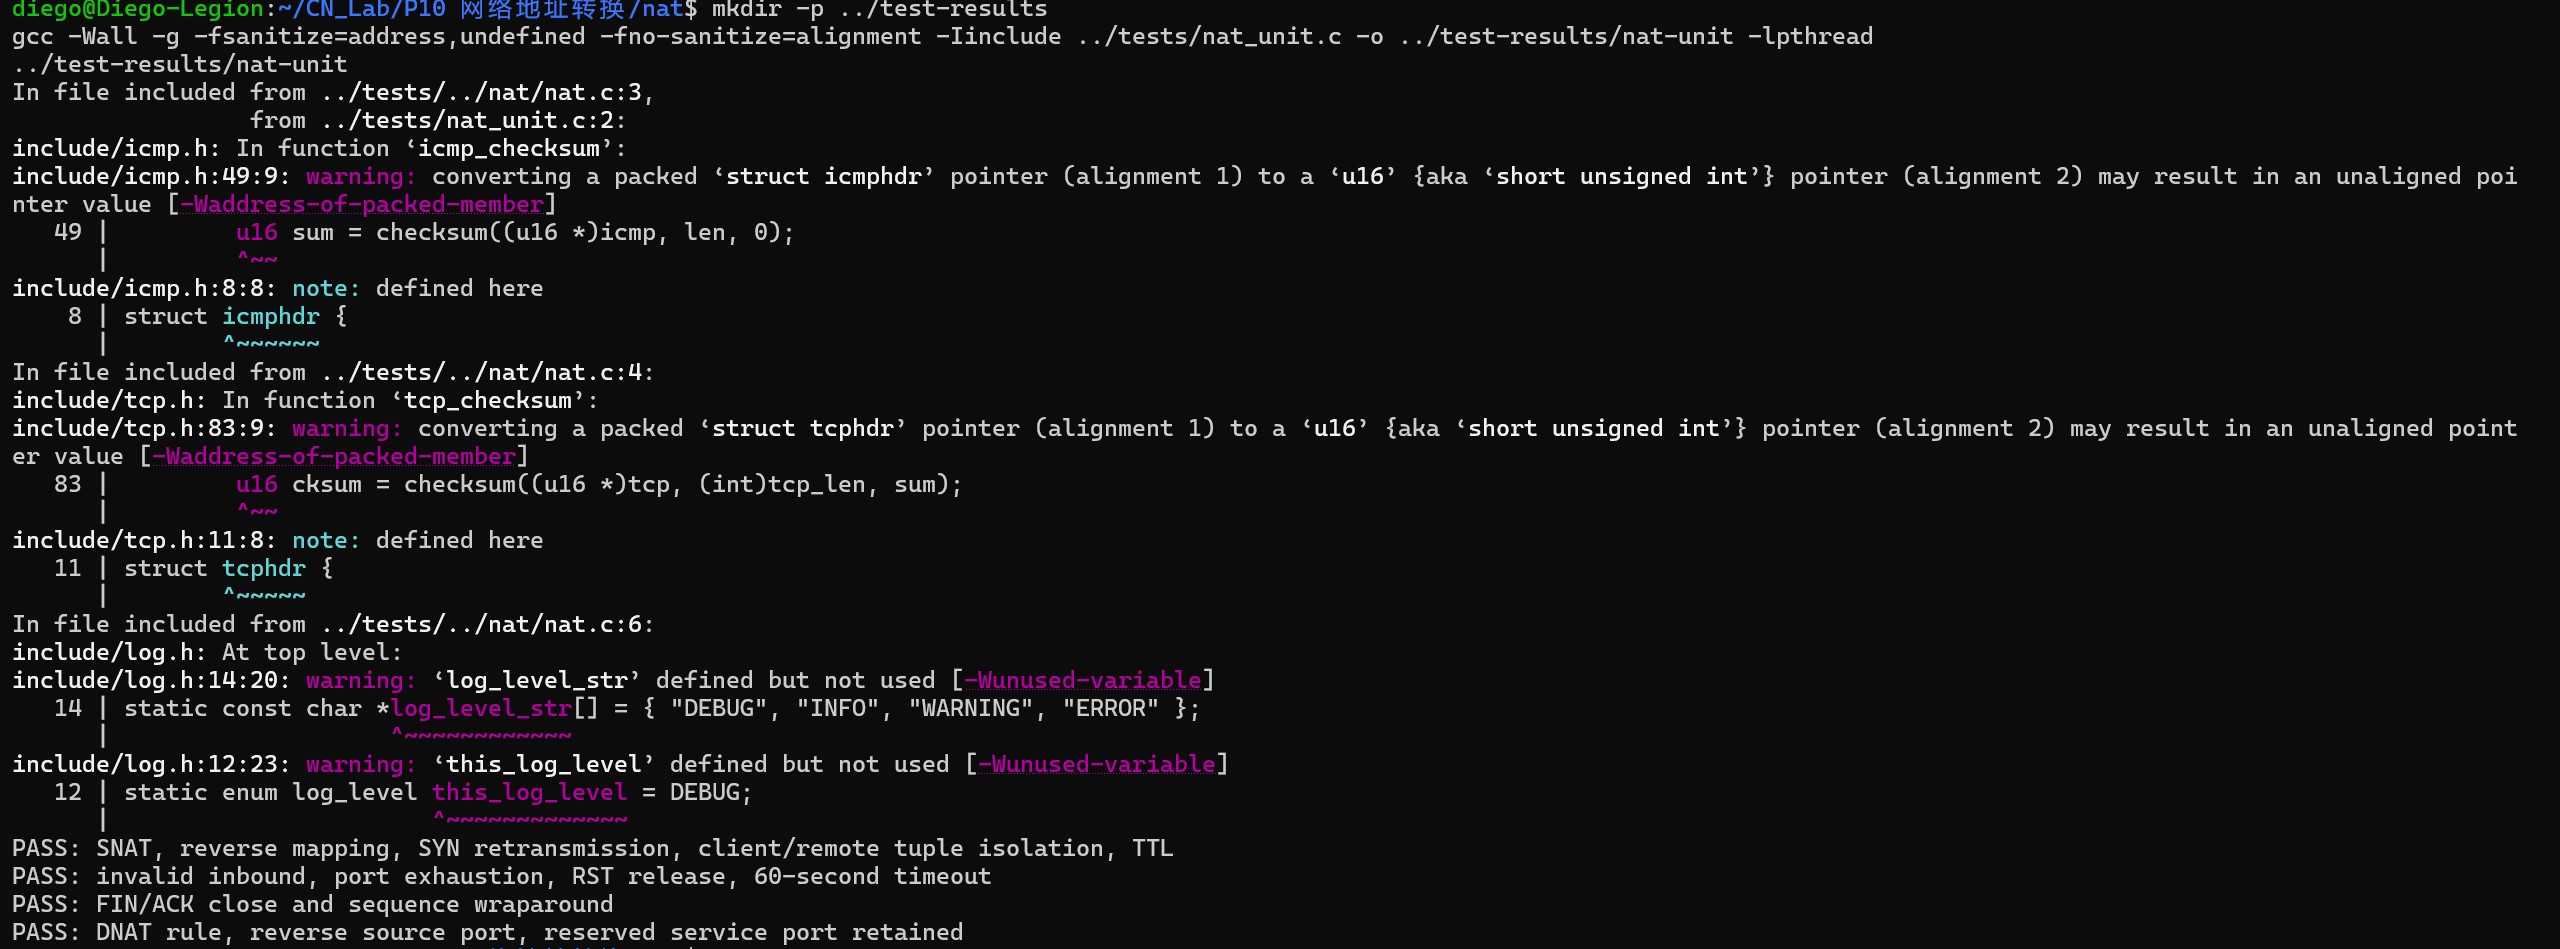 diego@Diego-Legion:~/CN_Lab/P10 网络地址转换/nat$ mkdir -p ../test-results
gcc -Wall -g -fsanitize=address,undefined -fno-sanitize=alignment -Iinclude ../tests/nat_unit.c -o ../test-results/nat-unit -lpthread
../test-results/nat-unit
In file included from ../tests/../nat/nat.c:3,
                 from ../tests/nat_unit.c:2:
include/icmp.h: In function ‘icmp_checksum’:
include/icmp.h:49:9: warning: converting a packed ‘struct icmphdr’ pointer (alignment 1) to a ‘u16’ {aka ‘short unsigned int’} pointer (alignment 2) may result in an unaligned poi
nter value [-Waddress-of-packed-member]
   49 |         u16 sum = checksum((u16 *)icmp, len, 0);
      |         ^~~
include/icmp.h:8:8: note: defined here
    8 | struct icmphdr {
      |        ^~~~~~~
In file included from ../tests/../nat/nat.c:4:
include/tcp.h: In function ‘tcp_checksum’:
include/tcp.h:83:9: warning: converting a packed ‘struct tcphdr’ pointer (alignment 1) to a ‘u16’ {aka ‘short unsigned int’} pointer (alignment 2) may result in an unaligned point
er value [-Waddress-of-packed-member]
   83 |         u16 cksum = checksum((u16 *)tcp, (int)tcp_len, sum);
      |         ^~~
include/tcp.h:11:8: note: defined here
   11 | struct tcphdr {
      |        ^~~~~~
In file included from ../tests/../nat/nat.c:6:
include/log.h: At top level:
include/log.h:14:20: warning: ‘log_level_str’ defined but not used [-Wunused-variable]
   14 | static const char *log_level_str[] = { "DEBUG", "INFO", "WARNING", "ERROR" };
      |                    ^~~~~~~~~~~~~
include/log.h:12:23: warning: ‘this_log_level’ defined but not used [-Wunused-variable]
   12 | static enum log_level this_log_level = DEBUG;
      |                       ^~~~~~~~~~~~~~
PASS: SNAT, reverse mapping, SYN retransmission, client/remote tuple isolation, TTL
PASS: invalid inbound, port exhaustion, RST release, 60-second timeout
PASS: FIN/ACK close and sequence wraparound
PASS: DNAT rule, reverse source port, reserved service port retained